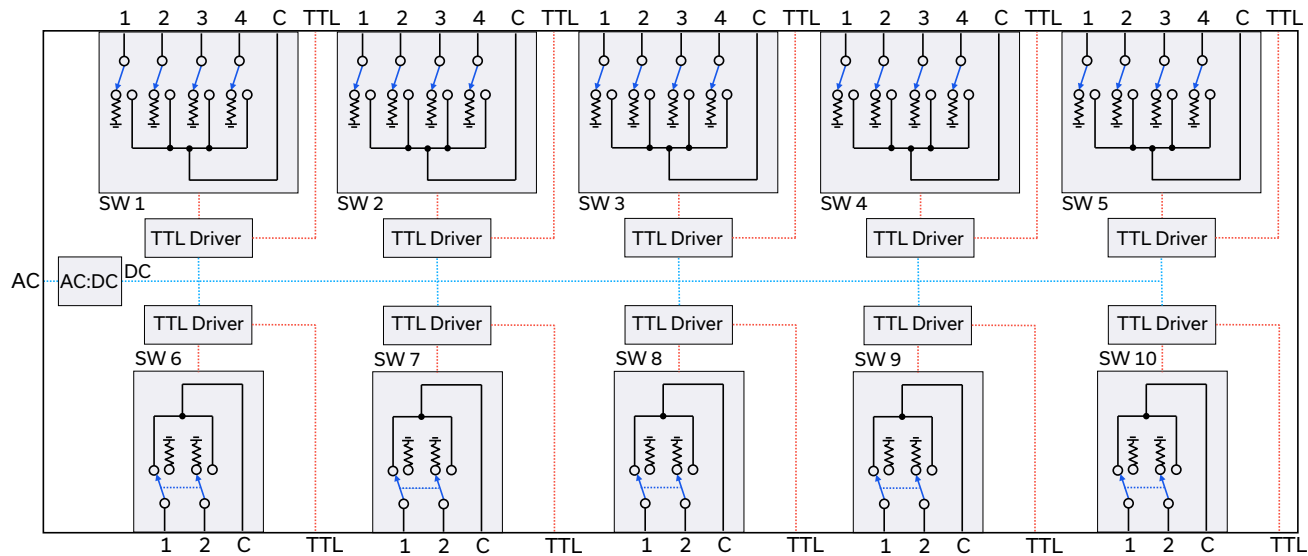 1 2 3 4 C TTL 1 2 3 4 C TTL 1 2 3 4 C TTL 1 2 3 4 C TTL 1 2 3 4 C TTL
SW 1 SW 2 SW 3 SW 4 SW 5
TTL Driver TTL Driver TTL Driver TTL Driver TTL Driver
AC AC:DC DC
TTL Driver TTL Driver TTL Driver TTL Driver TTL Driver
SW 6 SW 7 SW 8 SW 9 SW 10
1 2 C TTL 1 2 C TTL 1 2 C TTL 1 2 C TTL 1 2 C TTL